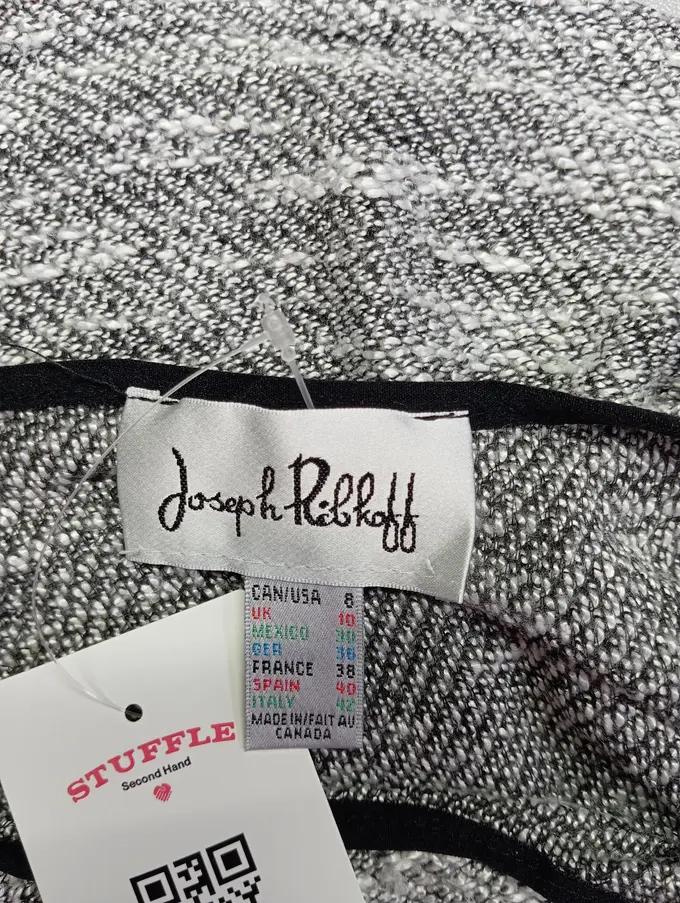 Joseph Ribkoff
CAN/USA 8
UK 10
MEXICO 30
GER 36
FRANCE 38
SPAIN 40
ITALY 42
MADE IN/FAIT AU
CANADA
STUFFLE
Second Hand